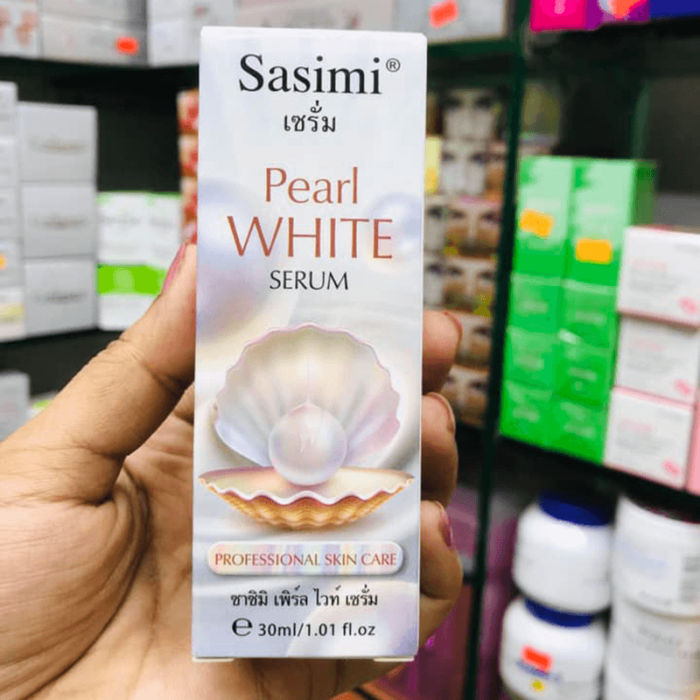 Sasimi®
เซรั่ม
Pearl
WHITE
SERUM
PROFESSIONAL SKIN CARE
ซาซิมิ เพิร์ล ไวท์ เซรั่ม
℮ 30ml/1.01 fl.oz